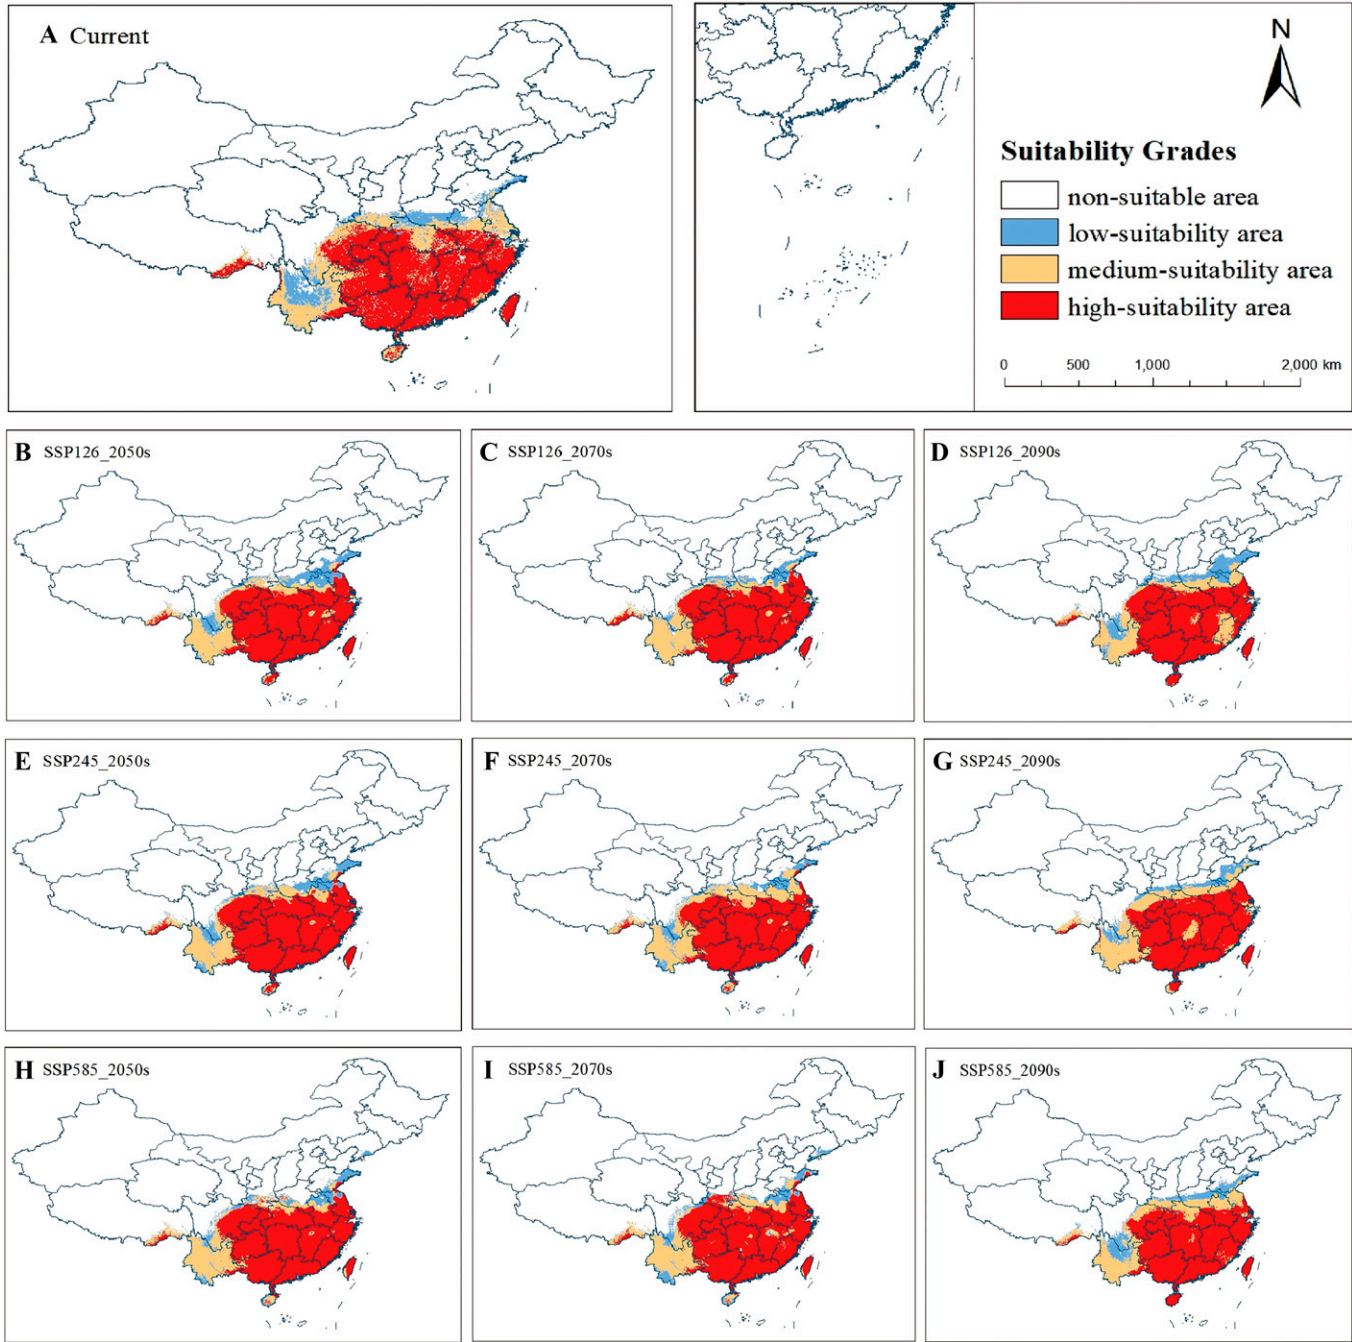 A Current
N
Suitability Grades
non-suitable area
low-suitability area
medium-suitability area
high-suitability area
0 500 1,000 2,000 km
B SSP126_2050s
C SSP126_2070s
D SSP126_2090s
E SSP245_2050s
F SSP245_2070s
G SSP245_2090s
H SSP585_2050s
I SSP585_2070s
J SSP585_2090s